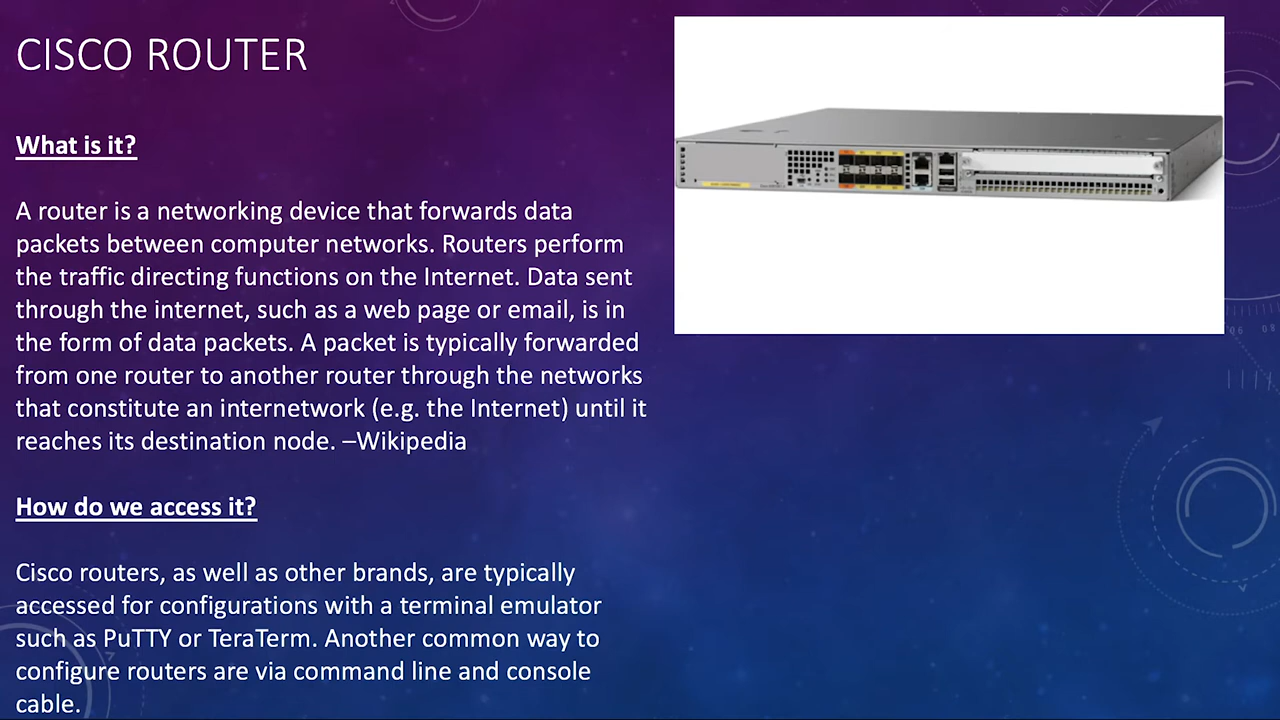 CISCO ROUTER
What is it?
A router is a networking device that forwards data
packets between computer networks. Routers perform
the traffic directing functions on the Internet. Data sent
through the internet, such as a web page or email, is in
the form of data packets. A packet is typically forwarded
from one router to another router through the networks
that constitute an internetwork (e.g. the Internet) until it
reaches its destination node. –Wikipedia
How do we access it?
Cisco routers, as well as other brands, are typically
accessed for configurations with a terminal emulator
such as PuTTY or TeraTerm. Another common way to
configure routers are via command line and console
cable.